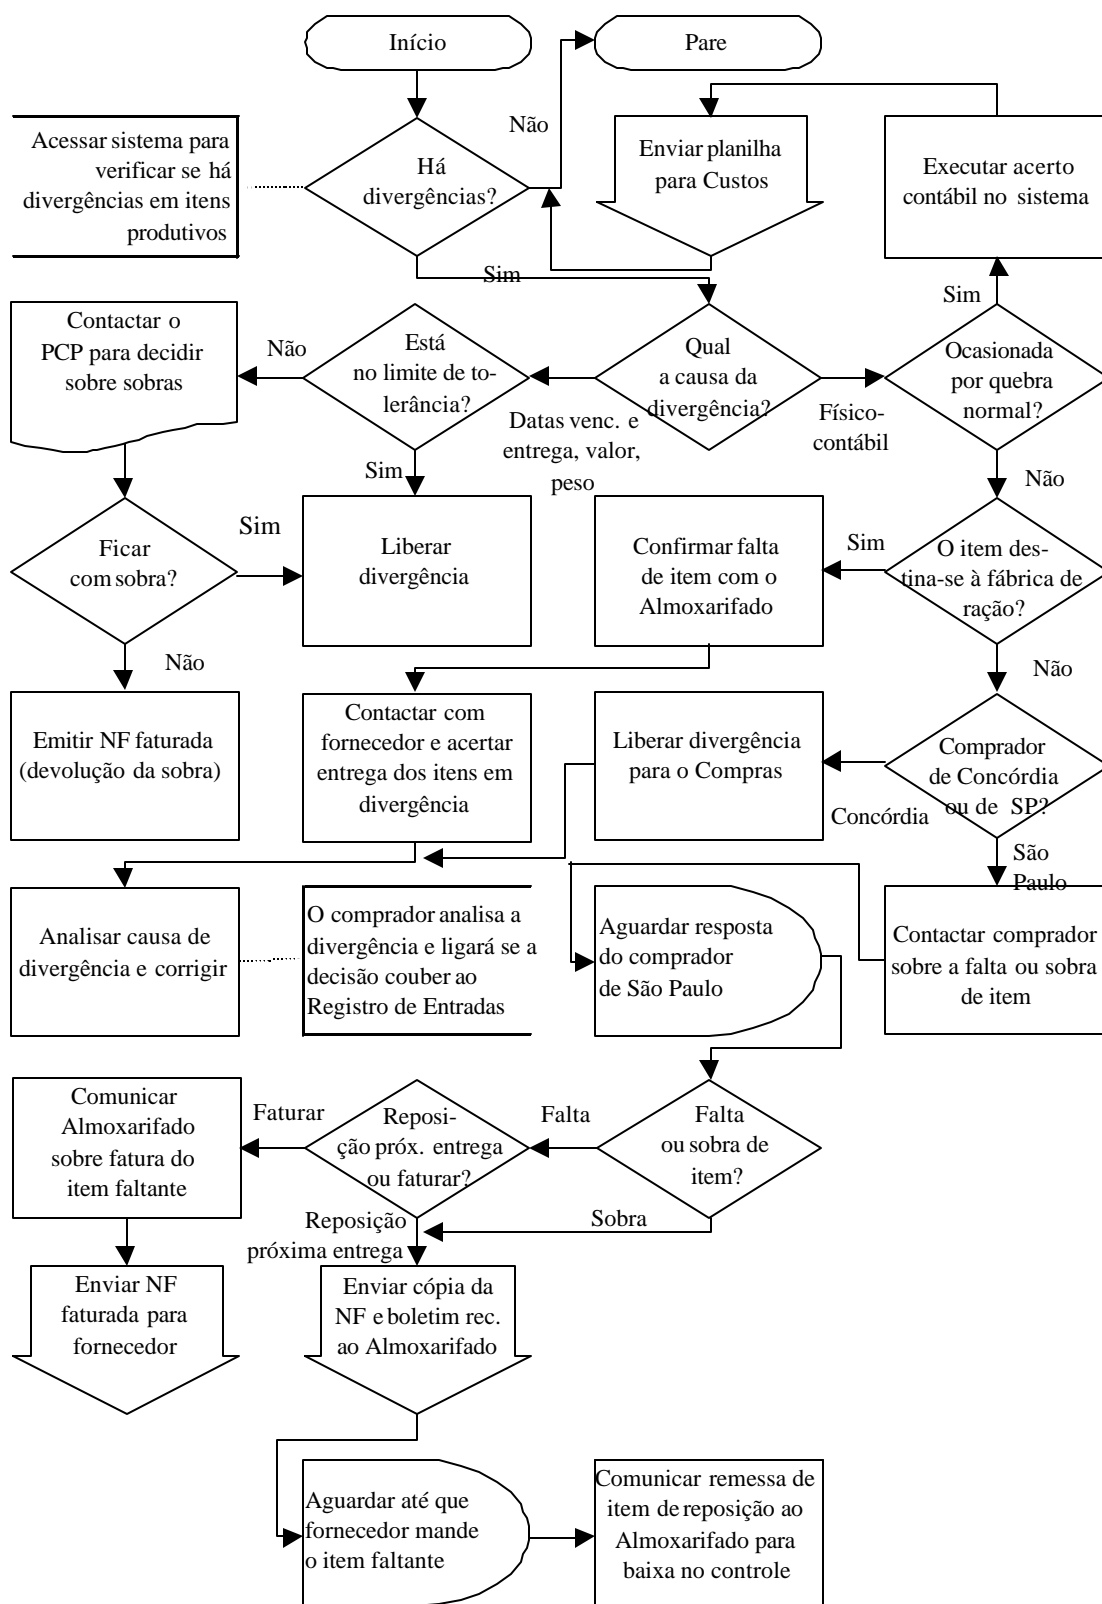 Início
Pare
Não
Acessar sistema para
verificar se há
divergências em itens
produtivos
Há
divergências?
Enviar planilha
para Custos
Executar acerto
contábil no sistema
Sim
Sim
Contactar o
PCP para decidir
sobre sobras
Não
Está
no limite de to-
lerância?
Qual
a causa da
divergência?
Ocasionada
por quebra
normal?
Datas venc. e
entrega, valor,
peso
Físico-
contábil
Sim
Não
Ficar
com sobra?
Sim
Liberar
divergência
Confirmar falta
de item com o
Almoxarifado
Sim
O item des-
tina-se à fábrica de
ração?
Não
Não
Emitir NF faturada
(devolução da sobra)
Contactar com
fornecedor e acertar
entrega dos itens em
divergência
Liberar divergência
para o Compras
Comprador
de Concórdia
ou de SP?
Concórdia
São
Paulo
Analisar causa de
divergência e corrigir
O comprador analisa a
divergência e ligará se a
decisão couber ao
Registro de Entradas
Aguardar resposta
do comprador
de São Paulo
Contactar comprador
sobre a falta ou sobra
de item
Comunicar
Almoxarifado
sobre fatura do
item faltante
Faturar
Reposi-
ção próx. entrega
ou faturar?
Falta
Falta
ou sobra de
item?
Reposição
próxima entrega
Sobra
Enviar NF
faturada para
fornecedor
Enviar cópia da
NF e boletim rec.
ao Almoxarifado
Aguardar até que
fornecedor mande
o item faltante
Comunicar remessa de
item de reposição ao
Almoxarifado para
baixa no controle